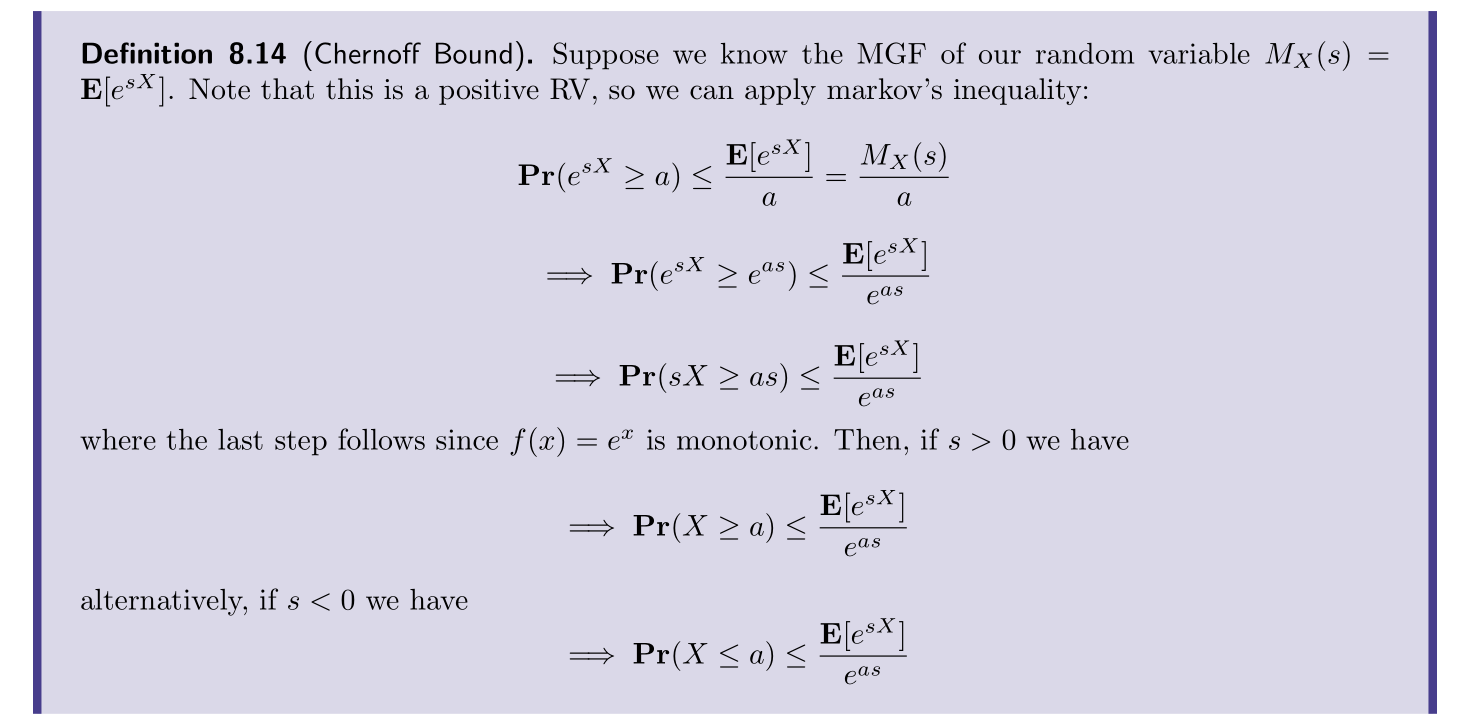 Definition 8.14 (Chernoff Bound). Suppose we know the MGF of our random variable $M_X(s) =$
$\mathbf{E}[e^{sX}]$. Note that this is a positive RV, so we can apply markov's inequality:
$\mathbf{Pr}(e^{sX} \geq a) \leq \frac{\mathbf{E}[e^{sX}]}{a} = \frac{M_X(s)}{a}$
$\implies \mathbf{Pr}(e^{sX} \geq e^{as}) \leq \frac{\mathbf{E}[e^{sX}]}{e^{as}}$
$\implies \mathbf{Pr}(sX \geq as) \leq \frac{\mathbf{E}[e^{sX}]}{e^{as}}$
where the last step follows since $f(x) = e^x$ is monotonic. Then, if $s > 0$ we have
$\implies \mathbf{Pr}(X \geq a) \leq \frac{\mathbf{E}[e^{sX}]}{e^{as}}$
alternatively, if $s < 0$ we have
$\implies \mathbf{Pr}(X \leq a) \leq \frac{\mathbf{E}[e^{sX}]}{e^{as}}$